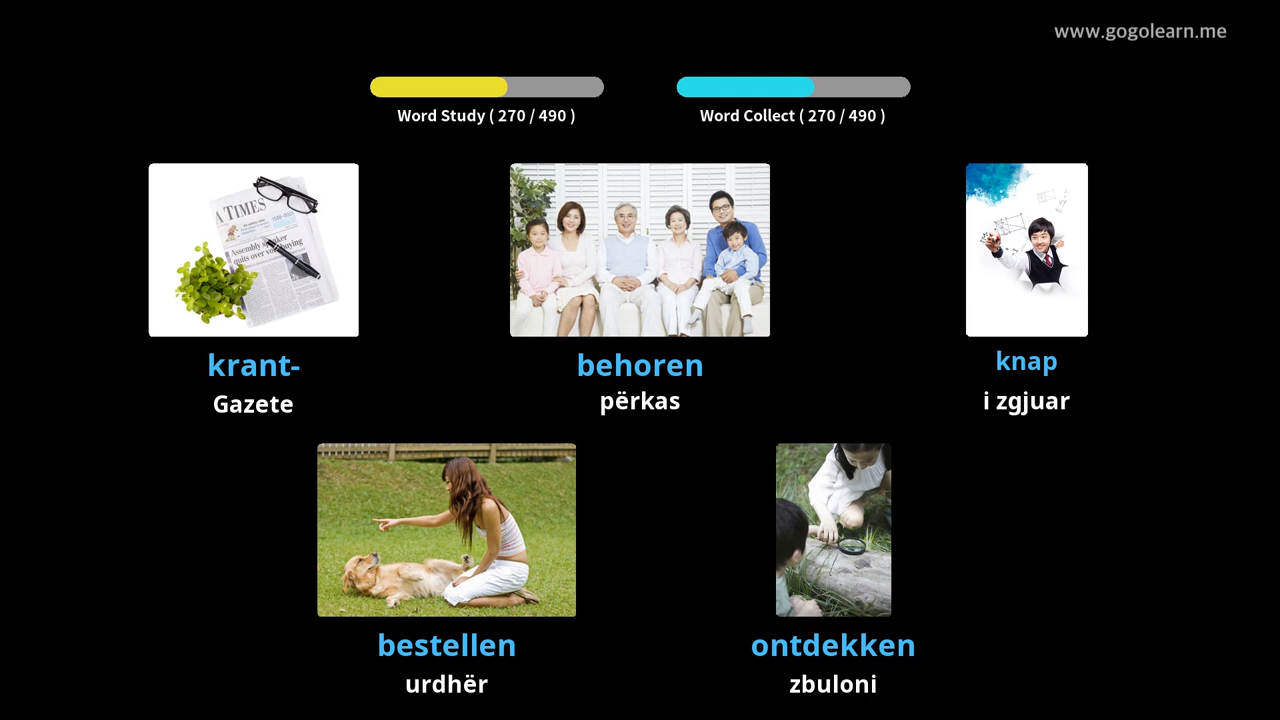 www.gogolearn.me
Word Study ( 270 / 490 )
Word Collect ( 270 / 490 )
A TIMES
krant-
Gazete
behoren
përkas
knap
i zgjuar
bestellen
urdhër
ontdekken
zbuloni